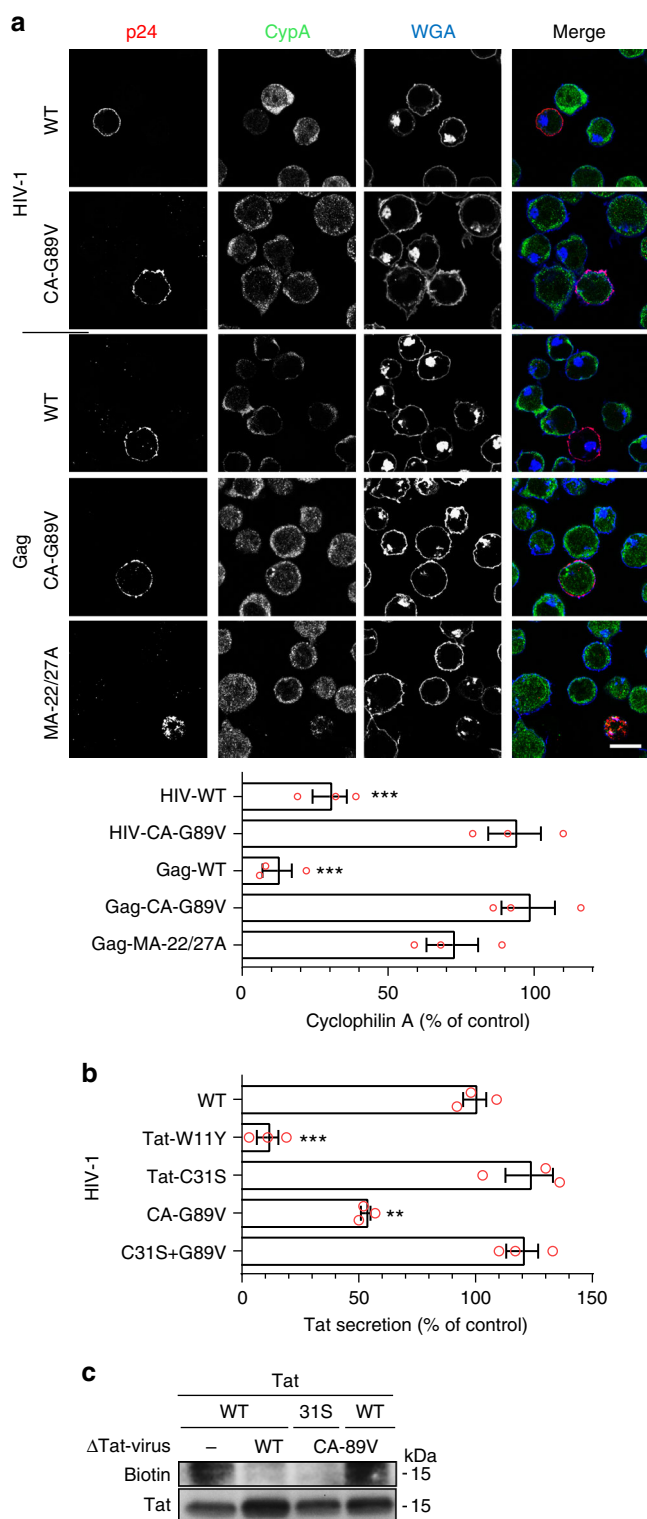 a
p24 CypA WGA Merge
HIV-1
WT
CA-G89V
Gag
WT
CA-G89V
MA-22/27A
HIV-WT ***
HIV-CA-G89V
Gag-WT ***
Gag-CA-G89V
Gag-MA-22/27A
0 50 100
Cyclophilin A (% of control)
b
HIV-1
WT
Tat-W11Y ***
Tat-C31S
CA-G89V **
C31S+G89V
0 50 100 150
Tat secretion (% of control)
c
Tat
WT 31S WT
ΔTat-virus – WT CA-89V kDa
Biotin - 15
Tat - 15